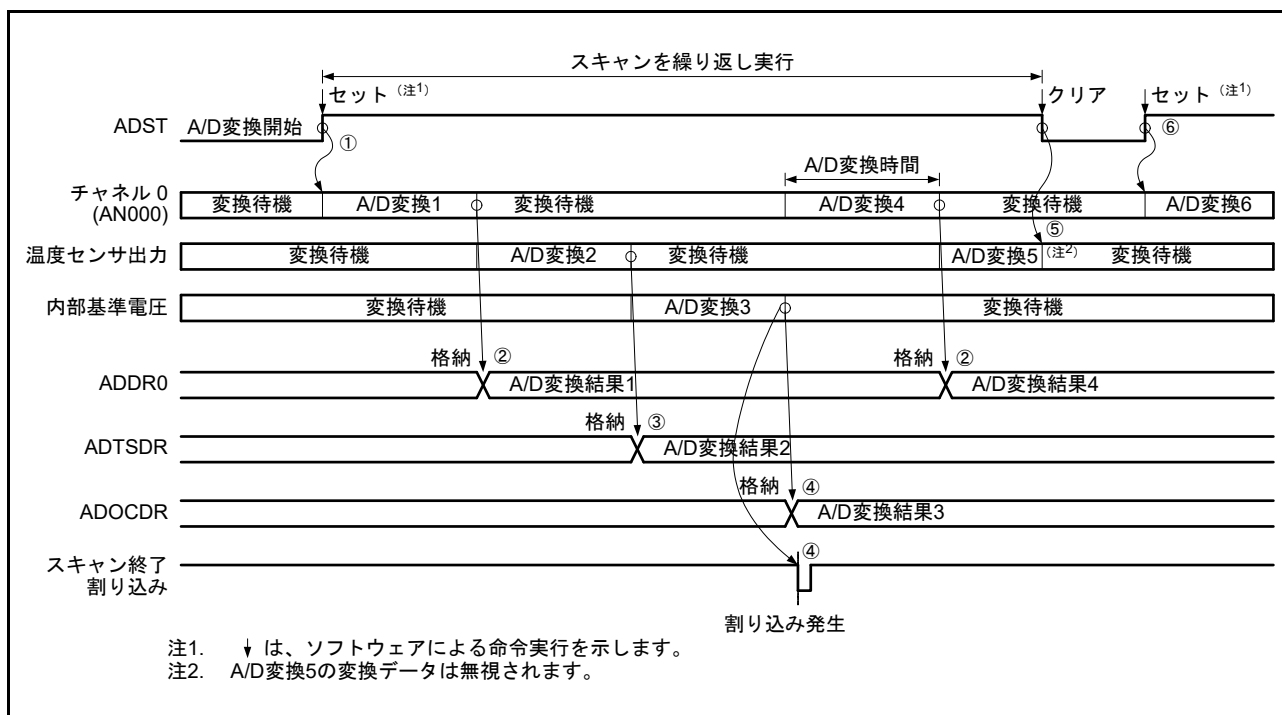 スキャンを繰り返し実行
セット(注1) クリア セット(注1)
ADST A/D変換開始 ① ⑥
A/D変換時間
チャネル0
(AN000) 変換待機 A/D変換1 変換待機 A/D変換4 変換待機 A/D変換6
⑤
温度センサ出力 変換待機 A/D変換2 変換待機 A/D変換5 (注2) 変換待機
内部基準電圧 変換待機 A/D変換3 変換待機
格納 ② 格納 ②
ADDR0 A/D変換結果1 A/D変換結果4
格納 ③
ADTSDR A/D変換結果2
格納 ④
ADOCDR A/D変換結果3
スキャン終了
割り込み ④
割り込み発生
注1. ↓ は、ソフトウェアによる命令実行を示します。
注2. A/D変換5の変換データは無視されます。